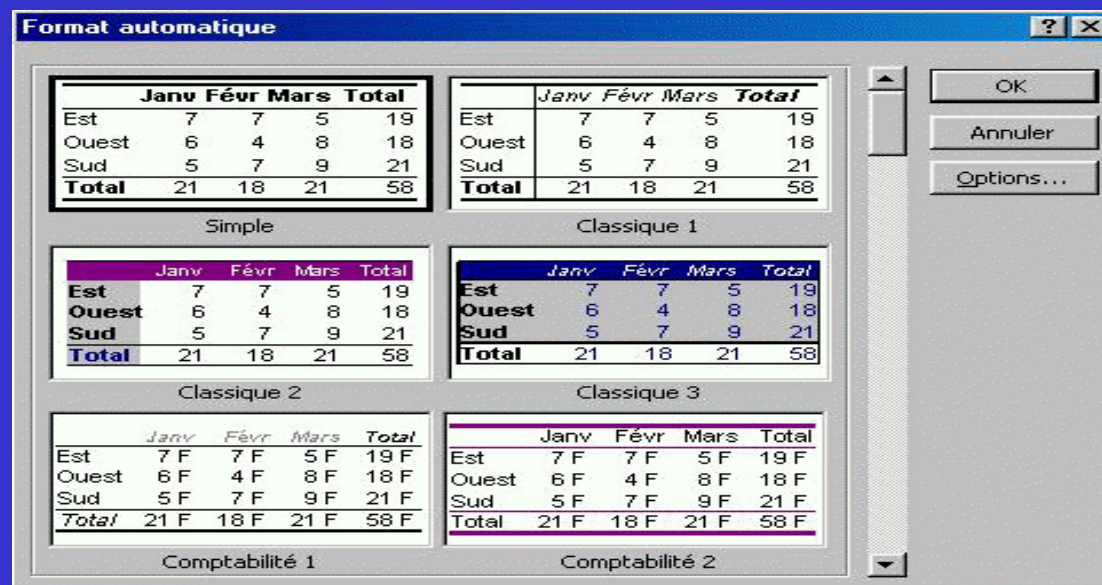 Format automatique
Janv Févr Mars Total
Est 7 7 5 19
Ouest 6 4 8 18
Sud 5 7 9 21
Total 21 18 21 58
Simple
Janv Févr Mars Total
Est 7 7 5 19
Ouest 6 4 8 18
Sud 5 7 9 21
Total 21 18 21 58
Classique 1
Janv Févr Mars Total
Est 7 7 5 19
Ouest 6 4 8 18
Sud 5 7 9 21
Total 21 18 21 58
Classique 2
Janv Févr Mars Total
Est 7 7 5 19
Ouest 6 4 8 18
Sud 5 7 9 21
Total 21 18 21 58
Classique 3
Janv Févr Mars Total
Est 7 F 7 F 5 F 19 F
Ouest 6 F 4 F 8 F 18 F
Sud 5 F 7 F 9 F 21 F
Total 21 F 18 F 21 F 58 F
Comptabilité 1
Janv Févr Mars Total
Est 7 F 7 F 5 F 19 F
Ouest 6 F 4 F 8 F 18 F
Sud 5 F 7 F 9 F 21 F
Total 21 F 18 F 21 F 58 F
Comptabilité 2
OK
Annuler
Options...